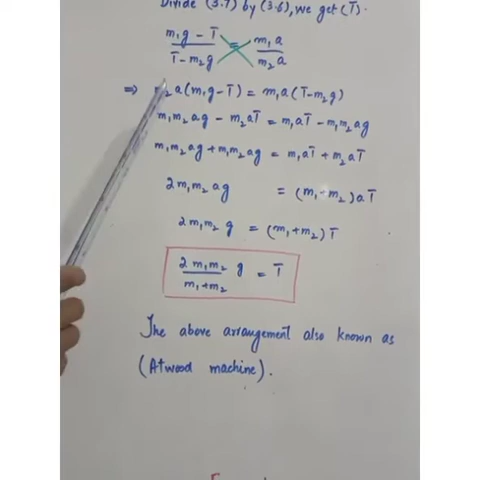 Divide (3.7) by (3.6), we get (T).
m₁g - T / T - m₂g = m₁a / m₂a
⇒ m₂a(m₁g - T) = m₁a(T - m₂g)
m₁m₂ag - m₂aT = m₁aT - m₁m₂ag
m₁m₂ag + m₁m₂ag = m₁aT + m₂aT
2m₁m₂ag = (m₁ - m₂)aT
2m₁m₂g = (m₁+m₂)T
2m₁m₂ / m₁+m₂ g = T
The above arrangement also known as
(Atwood machine).